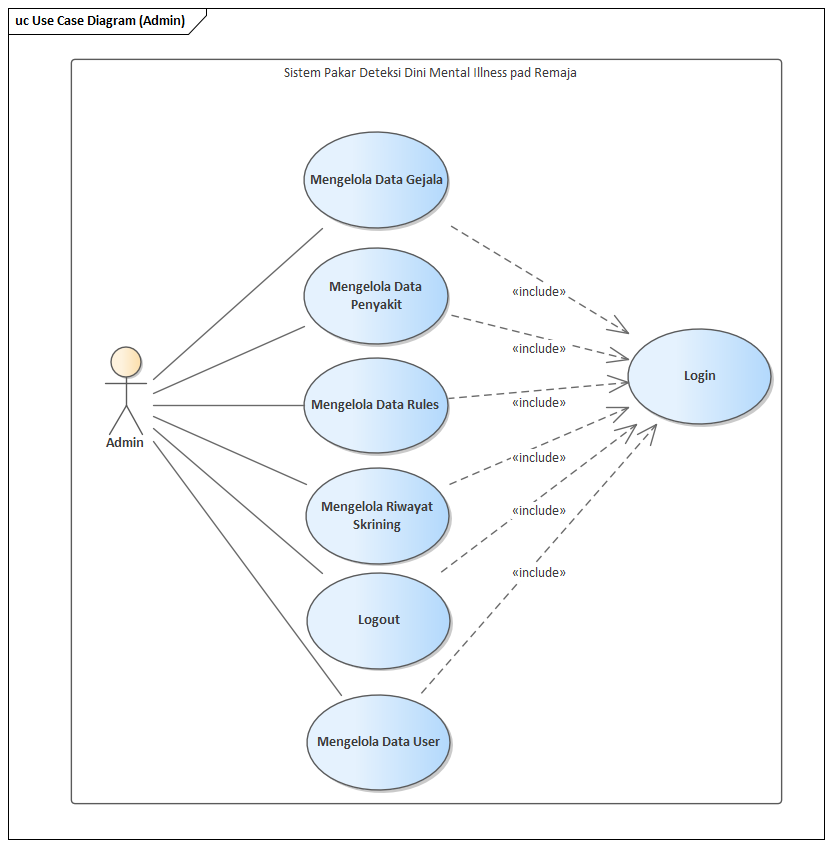 uc Use Case Diagram (Admin)
Sistem Pakar Deteksi Dini Mental Illness pad Remaja
Mengelola Data Gejala
«include»
Mengelola Data
Penyakit
«include»
Login
Mengelola Data Rules
«include»
Admin
«include»
Mengelola Riwayat
Skrining
«include»
«include»
Logout
Mengelola Data User